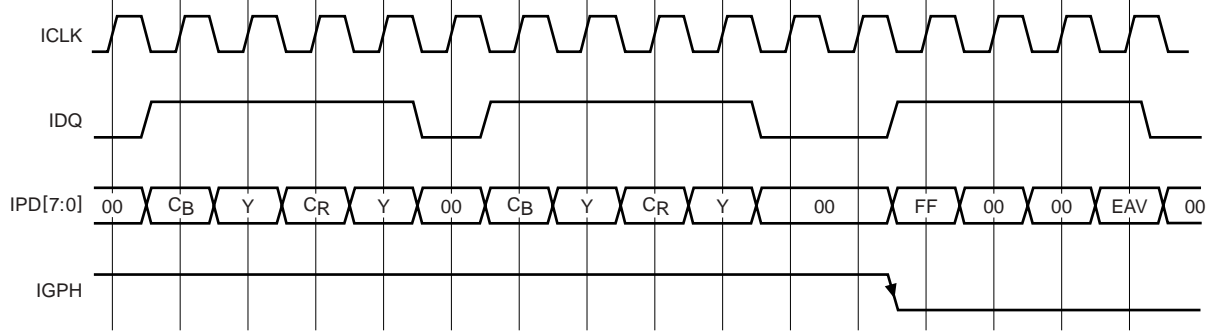 ICLK
IDQ
IPD[7:0] 00 CB Y CR Y 00 CB Y CR Y 00 FF 00 00 EAV 00
IGPH